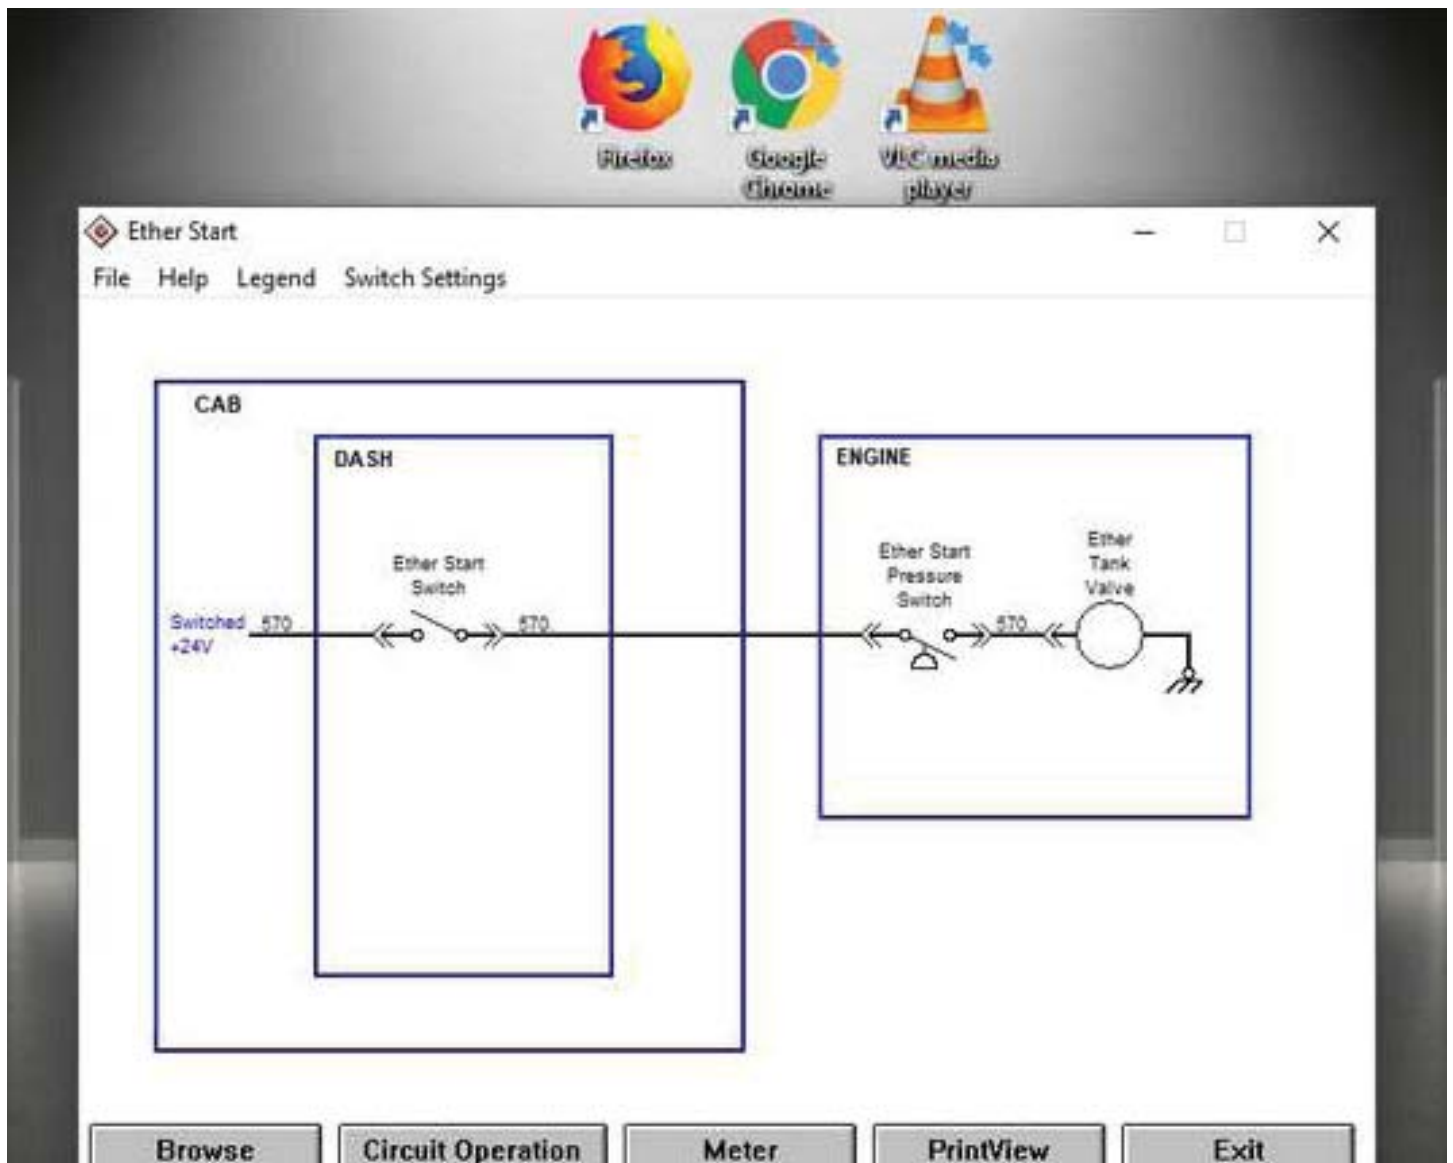 Firefox
Google
Chrome
VLC media
player
Ether Start
File Help Legend Switch Settings
CAB
DASH
ENGINE
Ether Start
Switch
Ether Start
Pressure
Switch
Ether
Tank
Valve
Switched
+24V
570
570
570
Browse
Circuit Operation
Meter
PrintView
Exit